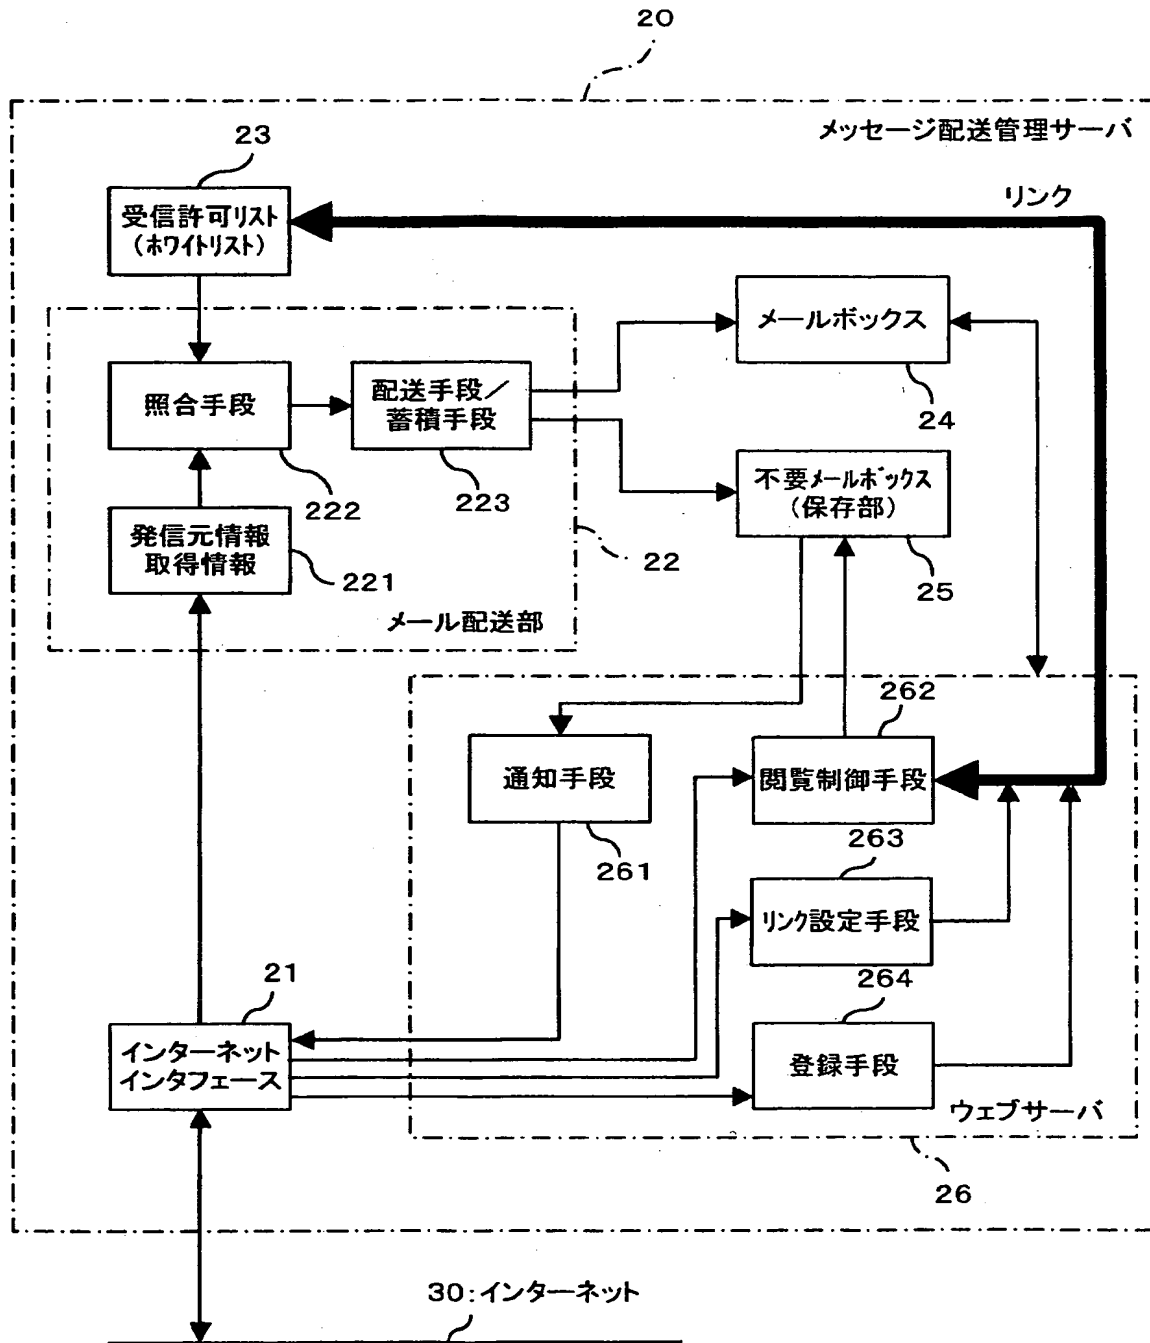 20
メッセージ配送管理サーバ
23
リンク
受信許可リスト
(ホワイトリスト)
メールボックス
24
照合手段
222
配送手段／
蓄積手段
223
不要メールボックス
(保存部)
25
発信元情報
取得情報
221
22
メール配送部
262
通知手段
261
閲覧制御手段
263
リンク設定手段
264
21
インターネット
インタフェース
登録手段
ウェブサーバ
26
30:インターネット